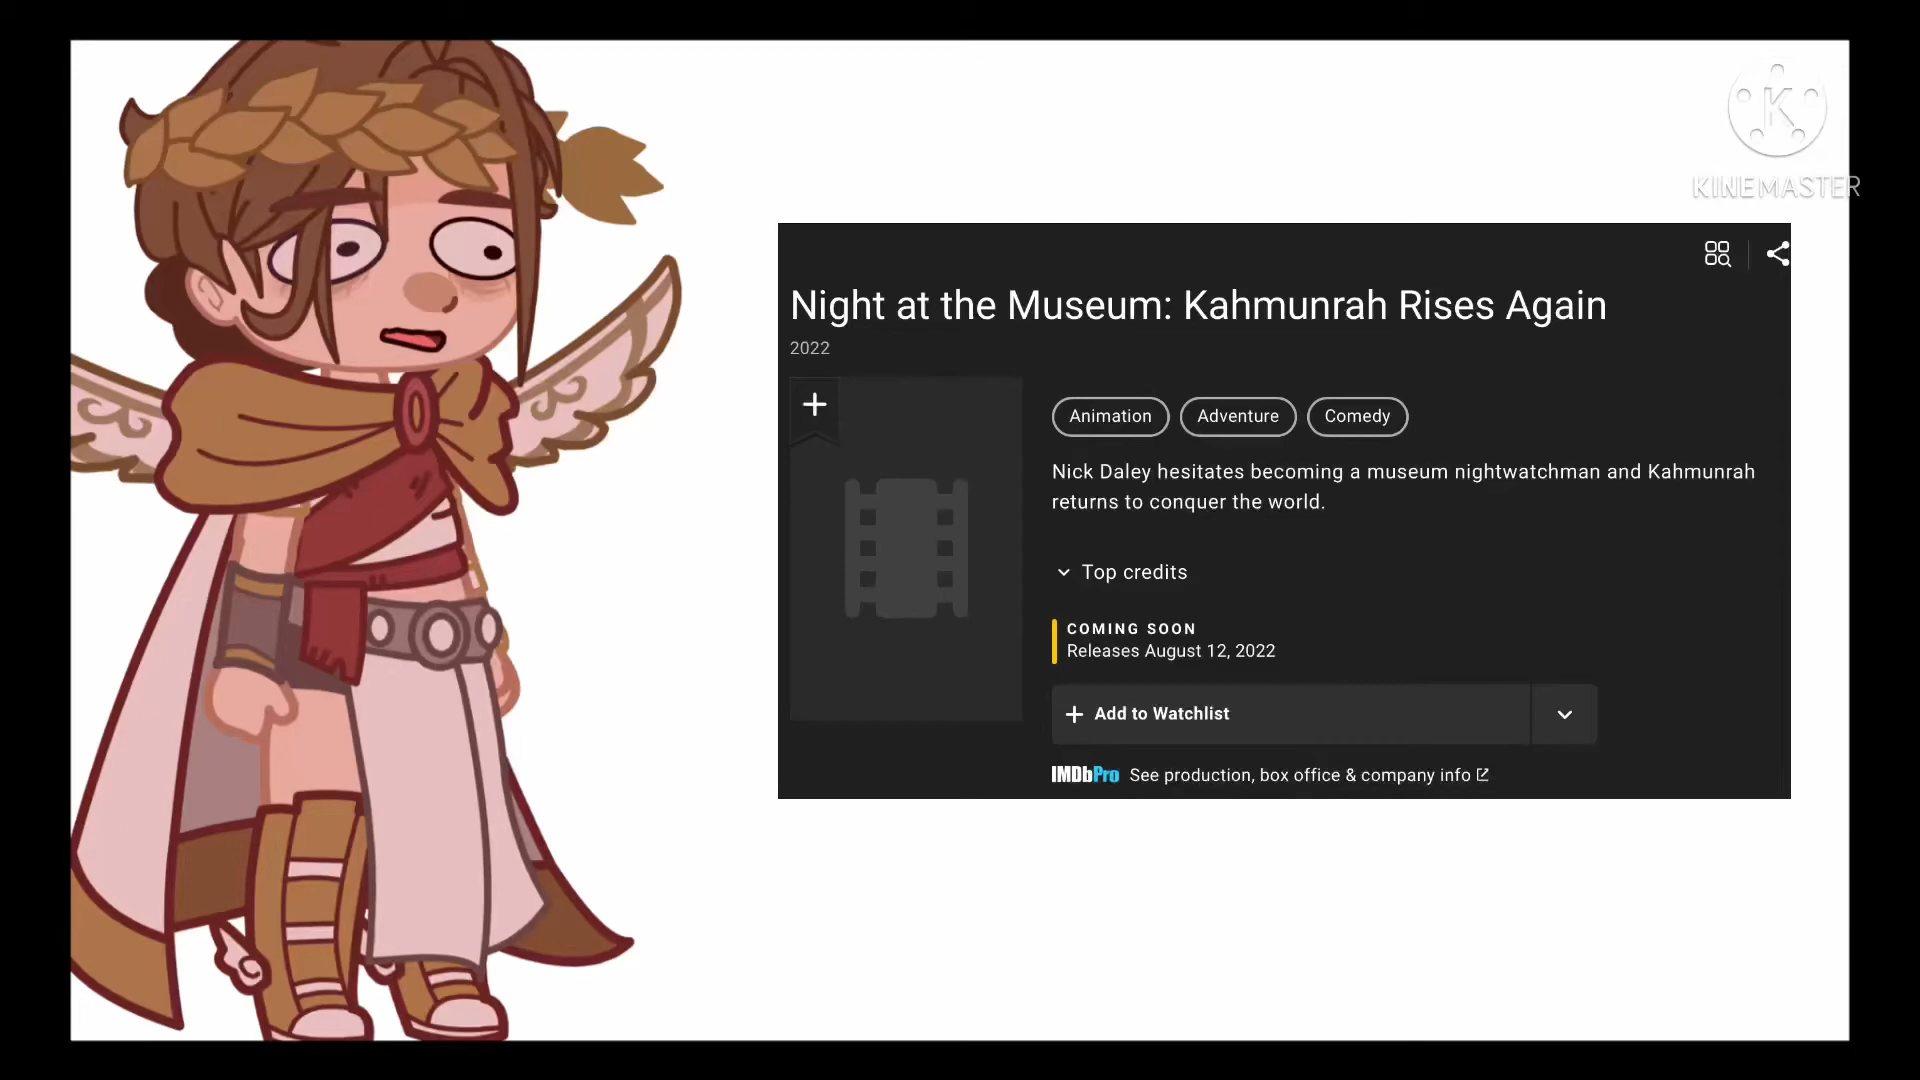 K
KINEMASTER
Night at the Museum: Kahmunrah Rises Again
2022
Animation
Adventure
Comedy
Nick Daley hesitates becoming a museum nightwatchman and Kahmunrah
returns to conquer the world.
Top credits
COMING SOON
Releases August 12, 2022
+ Add to Watchlist
IMDbPro See production, box office & company info